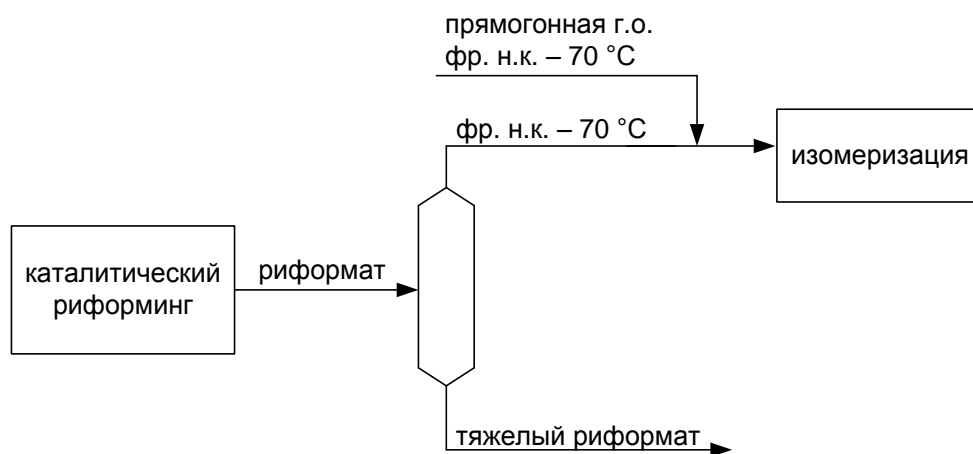 прямогонная г.о.
фр. н.к. – 70 °C
фр. н.к. – 70 °C
изомеризация
каталитический
риформинг
риформат
тяжелый риформат